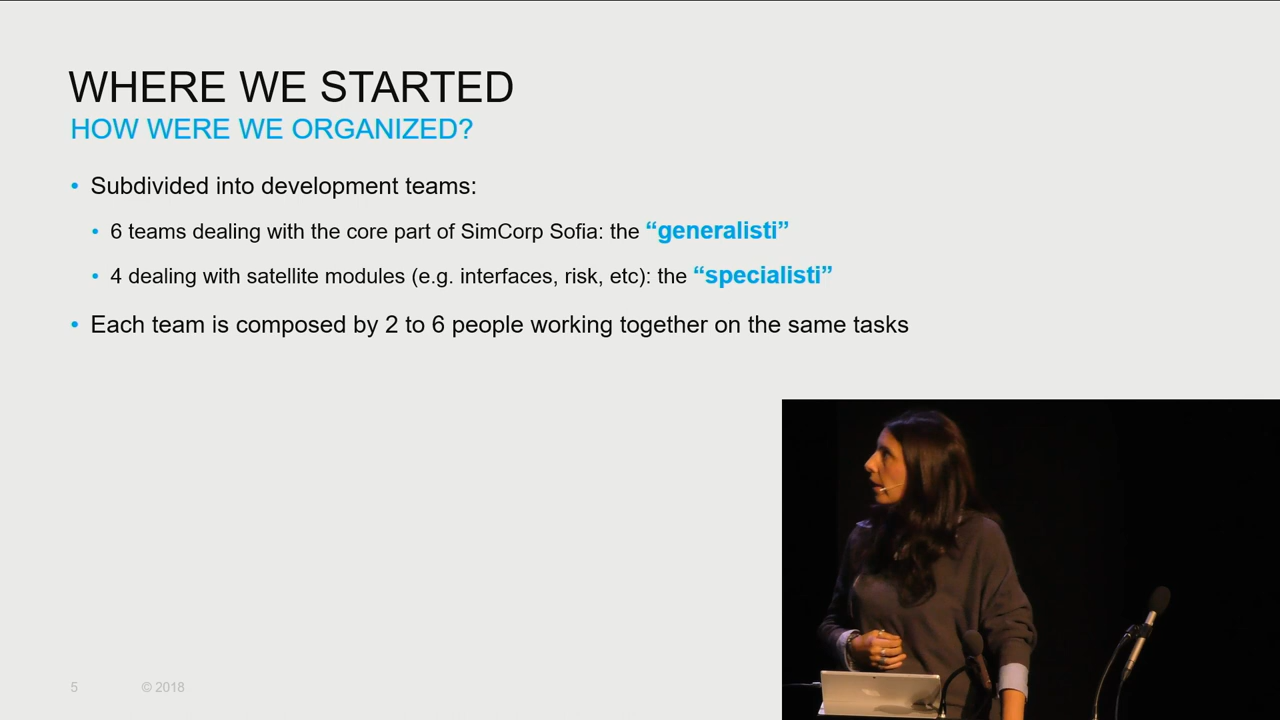 WHERE WE STARTED
HOW WERE WE ORGANIZED?
• Subdivided into development teams:
• 6 teams dealing with the core part of SimCorp Sofia: the “generalisti”
• 4 dealing with satellite modules (e.g. interfaces, risk, etc): the “specialisti”
• Each team is composed by 2 to 6 people working together on the same tasks
5 © 2018